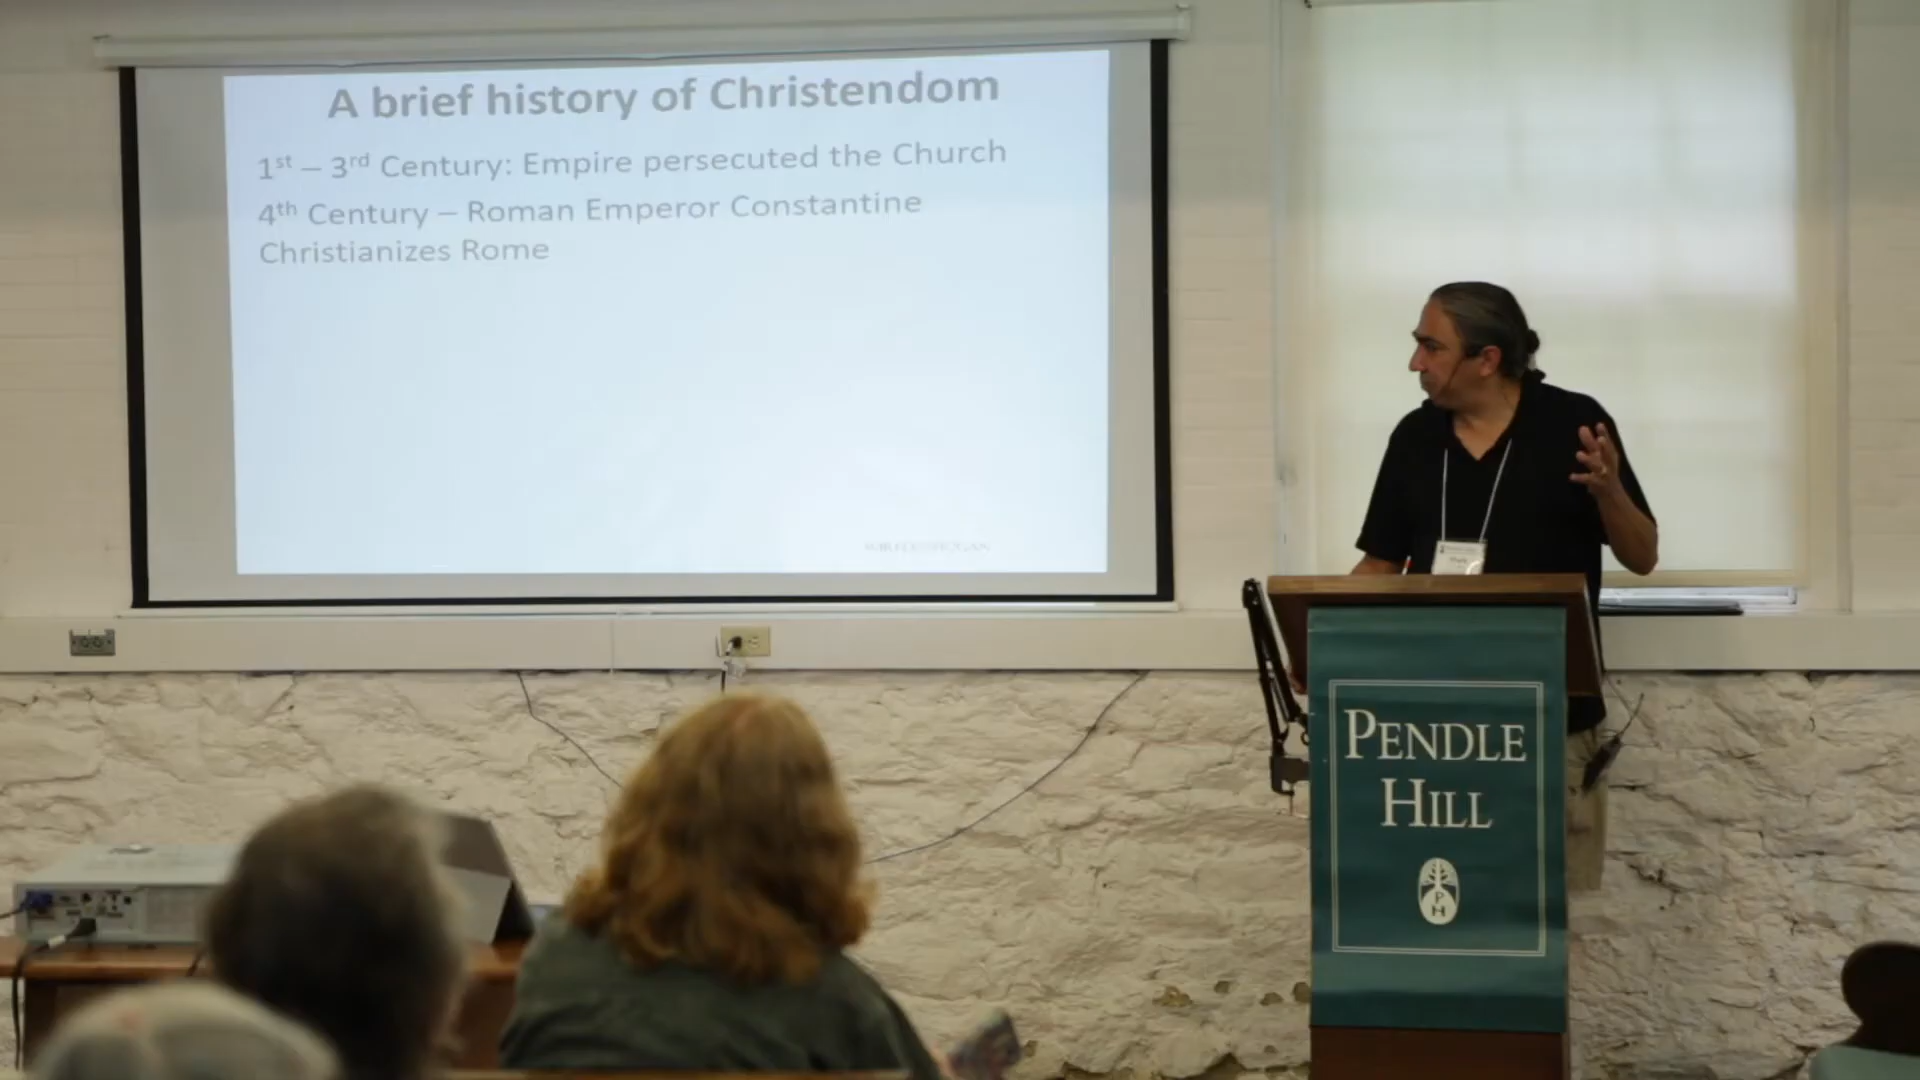 A brief history of Christendom
1st – 3rd Century: Empire persecuted the Church
4th Century – Roman Emperor Constantine
Christianizes Rome
PENDLE
HILL
P
H